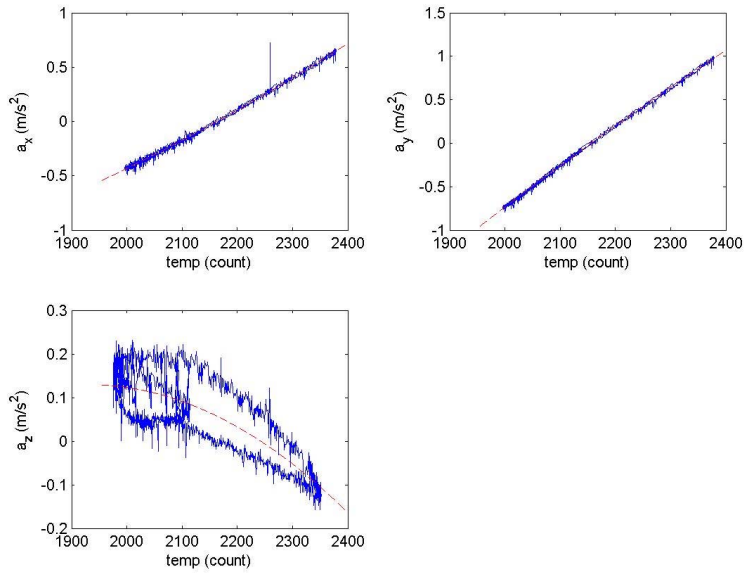 1
0.5
0
-0.5
-1
1900 2000 2100 2200 2300 2400
temp (count)
a_x (m/s^2)
1.5
1
0.5
0
-0.5
-1
1900 2000 2100 2200 2300 2400
temp (count)
a_y (m/s^2)
0.3
0.2
0.1
0
-0.1
-0.2
1900 2000 2100 2200 2300 2400
temp (count)
a_z (m/s^2)